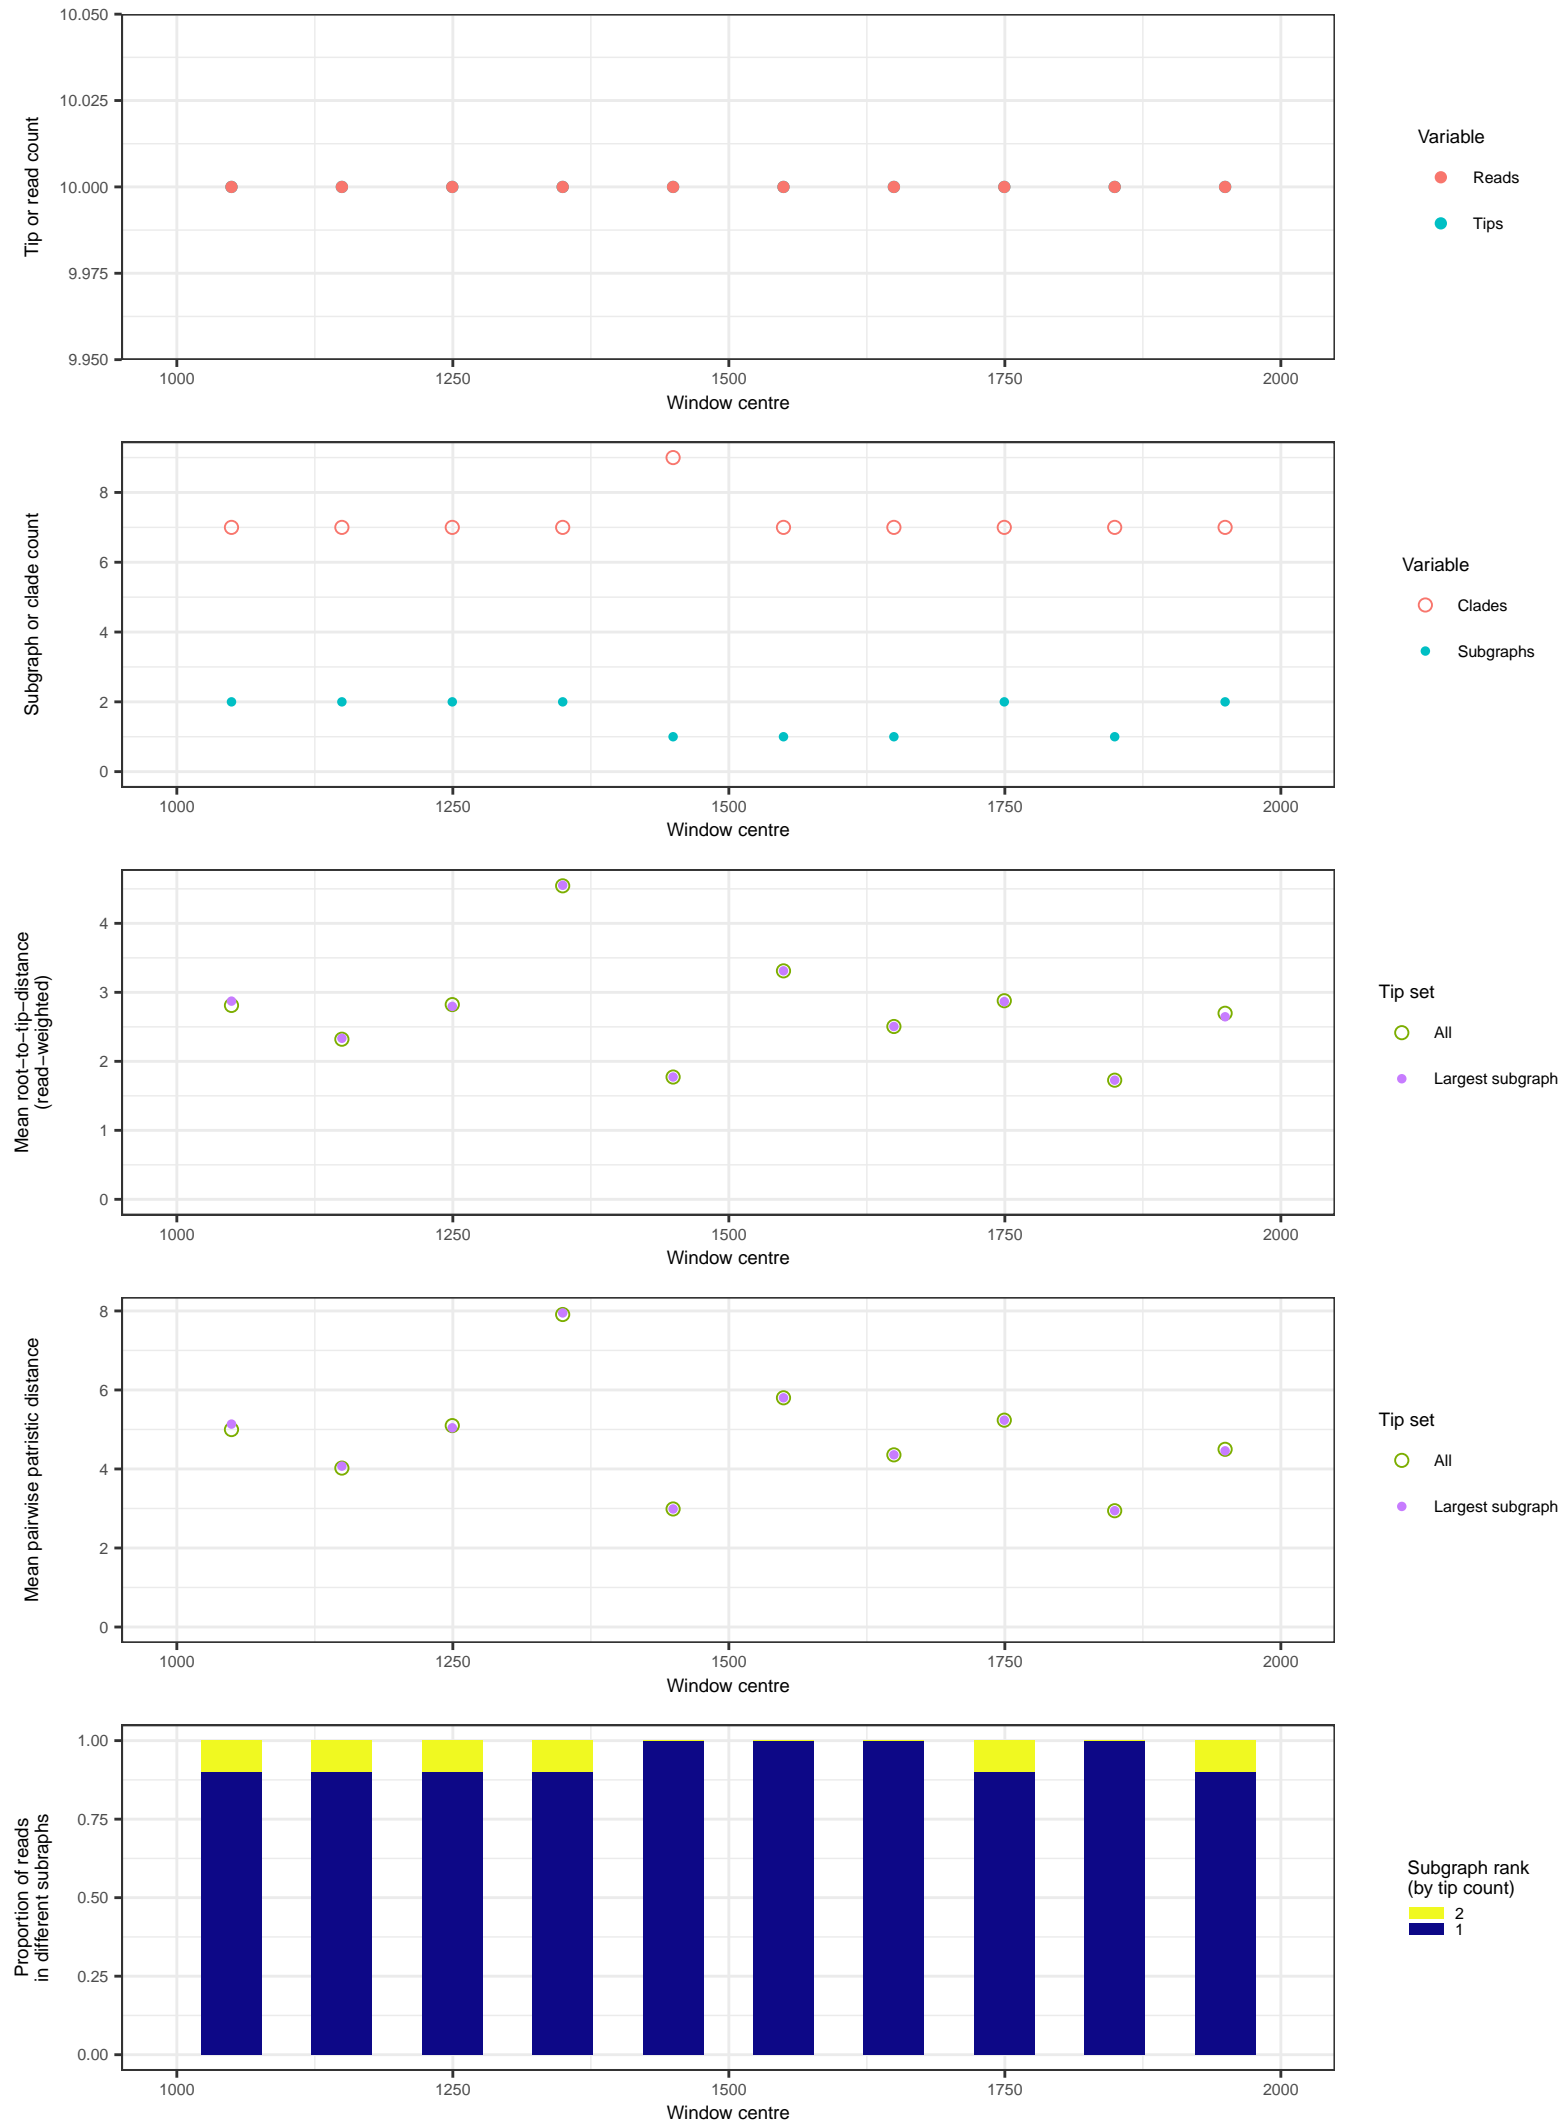 10.050
10.025
10.000
9.975
9.950
Tip or read count
1000 1250 1500 1750 2000
Window centre
Variable
Reads
Tips
8
6
4
2
0
Subgraph or clade count
1000 1250 1500 1750 2000
Window centre
Variable
Clades
Subgraphs
4
3
2
1
0
Mean root−to−tip−distance
(read−weighted)
1000 1250 1500 1750 2000
Window centre
Tip set
All
Largest subgraph
8
6
4
2
0
Mean pairwise patristic distance
1000 1250 1500 1750 2000
Window centre
Tip set
All
Largest subgraph
1.00
0.75
0.50
0.25
0.00
Proportion of reads
in different subraphs
1000 1250 1500 1750 2000
Window centre
Subgraph rank
(by tip count)
2
1